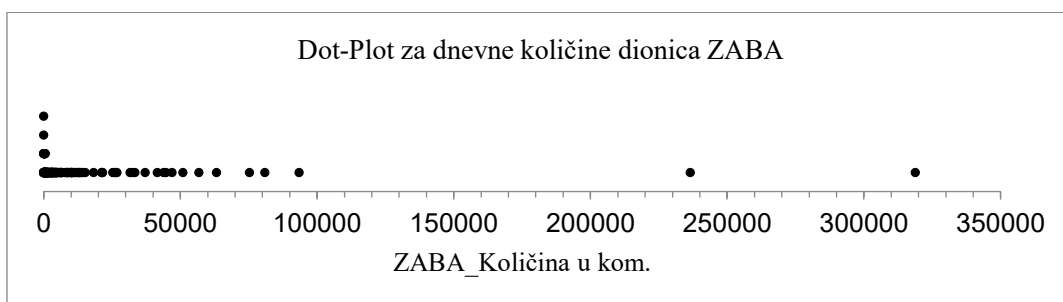 Dot-Plot za dnevne količine dionica ZABA
0 50000 100000 150000 200000 250000 300000 350000
ZABA_Količina u kom.